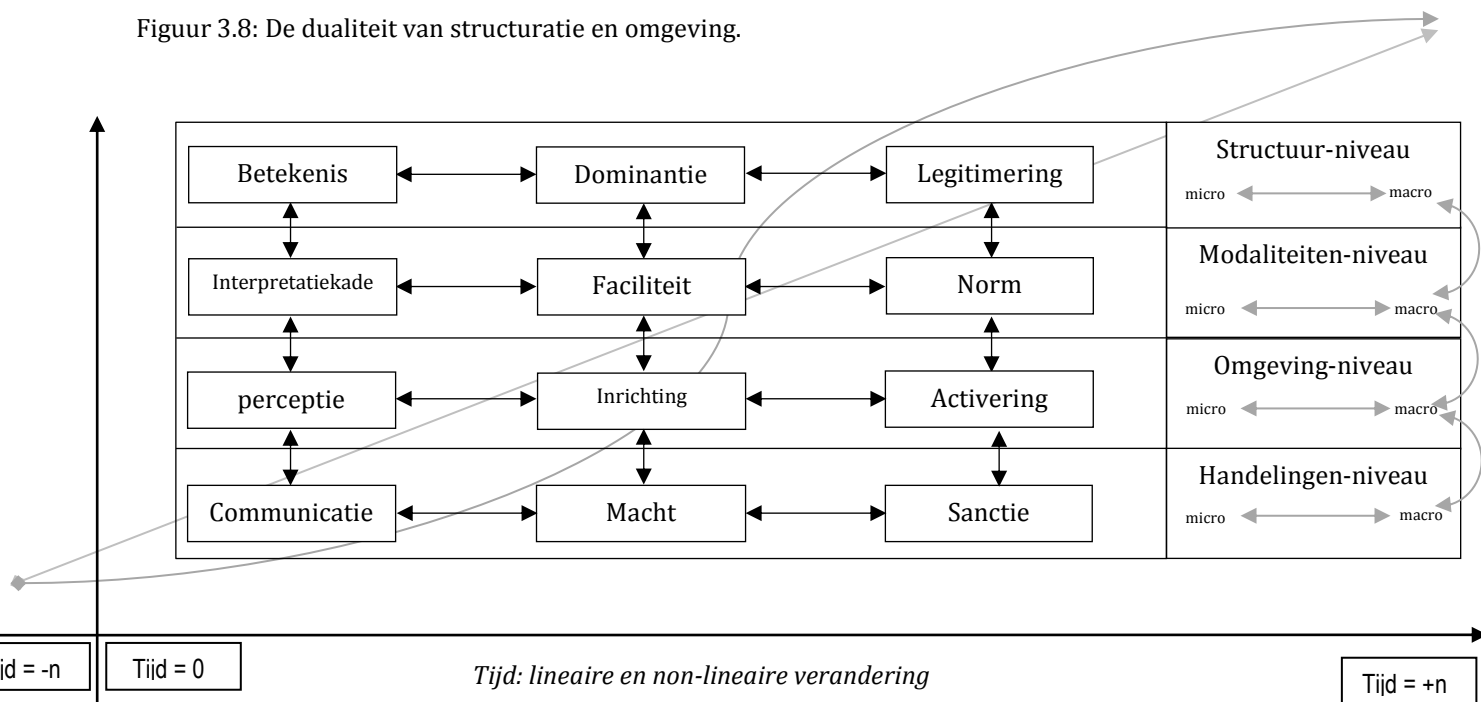 Figuur 3.8: De dualiteit van structuratie en omgeving.
Betekenis
Dominantie
Legitimering
Structuur-niveau
micro
macro
Interpretatiekade
Faciliteit
Norm
Modaliteiten-niveau
micro
macro
perceptie
Inrichting
Activering
Omgeving-niveau
micro
macro
Communicatie
Macht
Sanctie
Handelingen-niveau
micro
macro
jd = -n
Tijd = 0
Tijd: lineaire en non-lineaire verandering
Tijd = +n